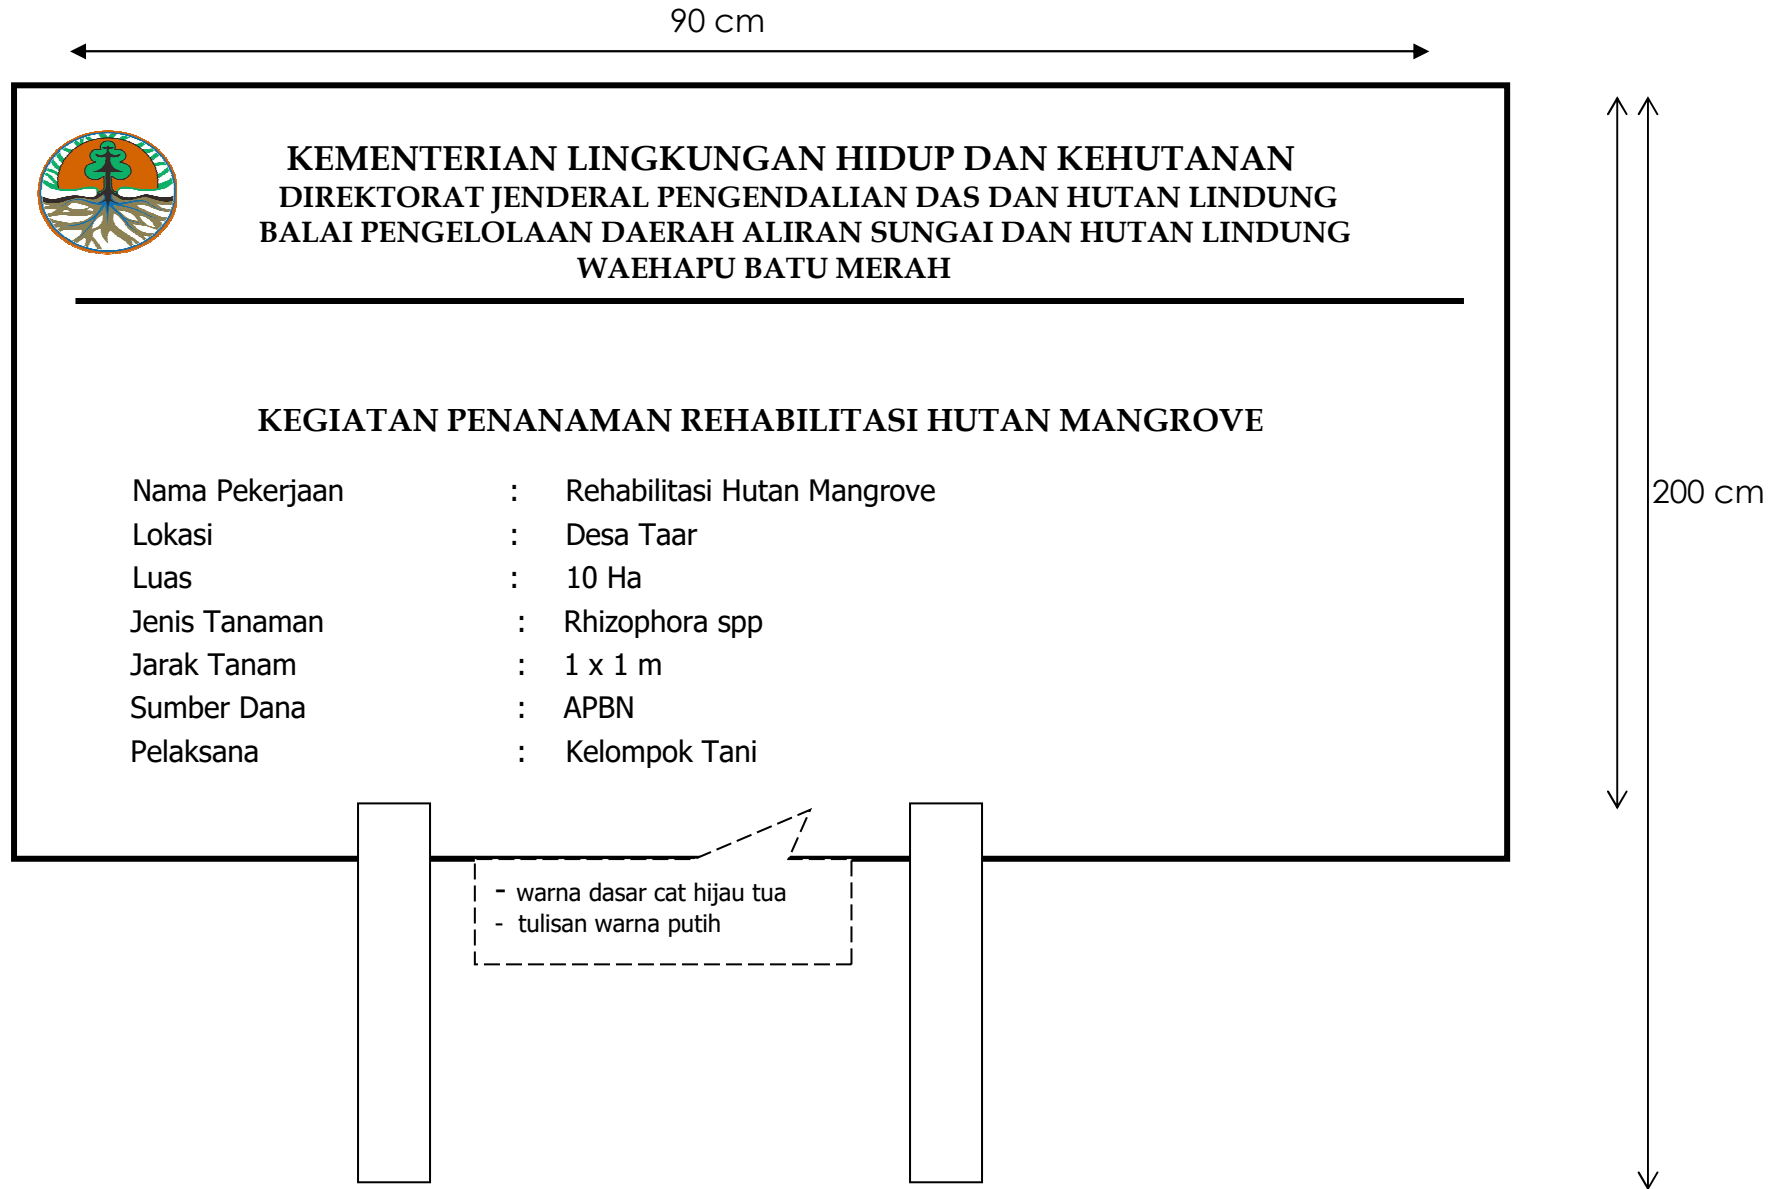 90 cm
KEMENTERIAN LINGKUNGAN HIDUP DAN KEHUTANAN
DIREKTORAT JENDERAL PENGENDALIAN DAS DAN HUTAN LINDUNG
BALAI PENGELOLAAN DAERAH ALIRAN SUNGAI DAN HUTAN LINDUNG
WAEHAPU BATU MERAH
KEGIATAN PENANAMAN REHABILITASI HUTAN MANGROVE
Nama Pekerjaan : Rehabilitasi Hutan Mangrove
Lokasi : Desa Taar
Luas : 10 Ha
Jenis Tanaman : Rhizophora spp
Jarak Tanam : 1 x 1 m
Sumber Dana : APBN
Pelaksana : Kelompok Tani
200 cm
- warna dasar cat hijau tua
- tulisan warna putih